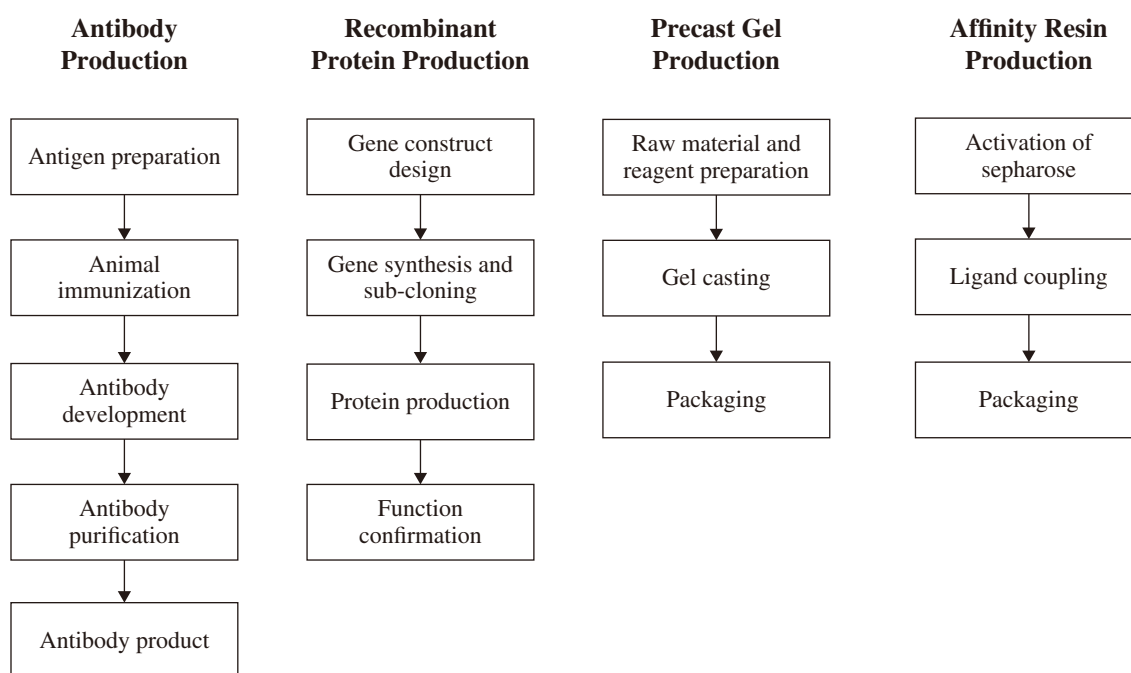 Antibody
Production
Recombinant
Protein Production
Precast Gel
Production
Affinity Resin
Production
Antigen preparation
Animal
immunization
Antibody
development
Antibody
purification
Antibody product
Gene construct
design
Gene synthesis and
sub-cloning
Protein production
Function
confirmation
Raw material and
reagent preparation
Gel casting
Packaging
Activation of
sepharose
Ligand coupling
Packaging